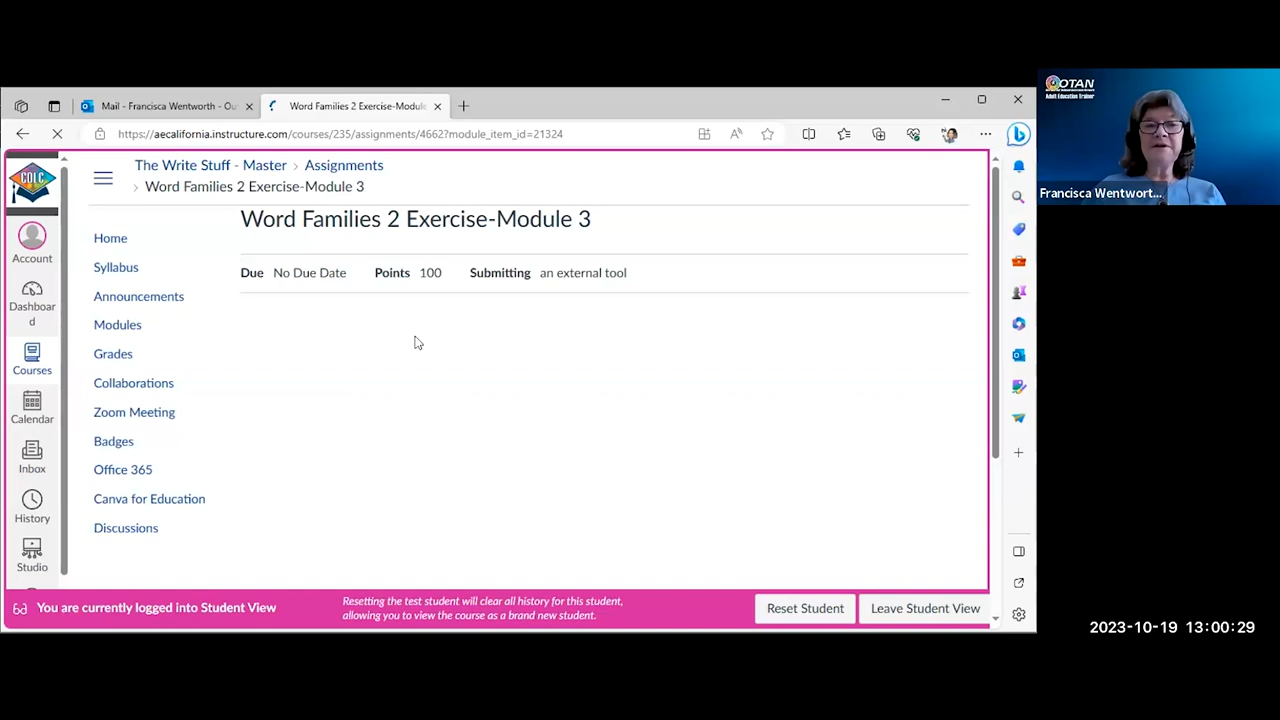 Mail - Francisca Wentworth - Ou
Word Families 2 Exercise-Module
https://aecalifornia.instructure.com/courses/235/assignments/4662?module_item_id=21324
CDLC
Account
Dashboar
d
Courses
Calendar
Inbox
History
Studio
The Write Stuff - Master › Assignments
› Word Families 2 Exercise-Module 3
Home
Syllabus
Announcements
Modules
Grades
Collaborations
Zoom Meeting
Badges
Office 365
Canva for Education
Discussions
Word Families 2 Exercise-Module 3
Due No Due Date Points 100 Submitting an external tool
You are currently logged into Student View
Resetting the test student will clear all history for this student,
allowing you to view the course as a brand new student.
Reset Student
Leave Student View
OTAN
Adult Education Trainer
Francisca Wentwort...
2023-10-19 13:00:29